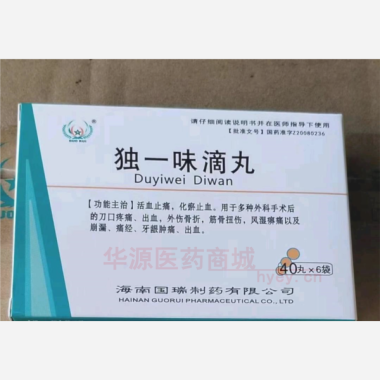 请仔细阅读说明书并在医师指导下使用
【批准文号】国药准字Z20080236
独一味滴丸
Duyiwei Diwan
【功能主治】活血止痛，化瘀止血。用于多种外科手术后
的刀口疼痛、出血，外伤骨折，筋骨扭伤，风湿痹痛以及
崩漏、痛经、牙龈肿痛、出血。
华源医药商城
hyey.cn
40丸×6袋
海南国瑞制药有限公司
HAINAN GUORUI PHARMACEUTICAL CO.,LTD